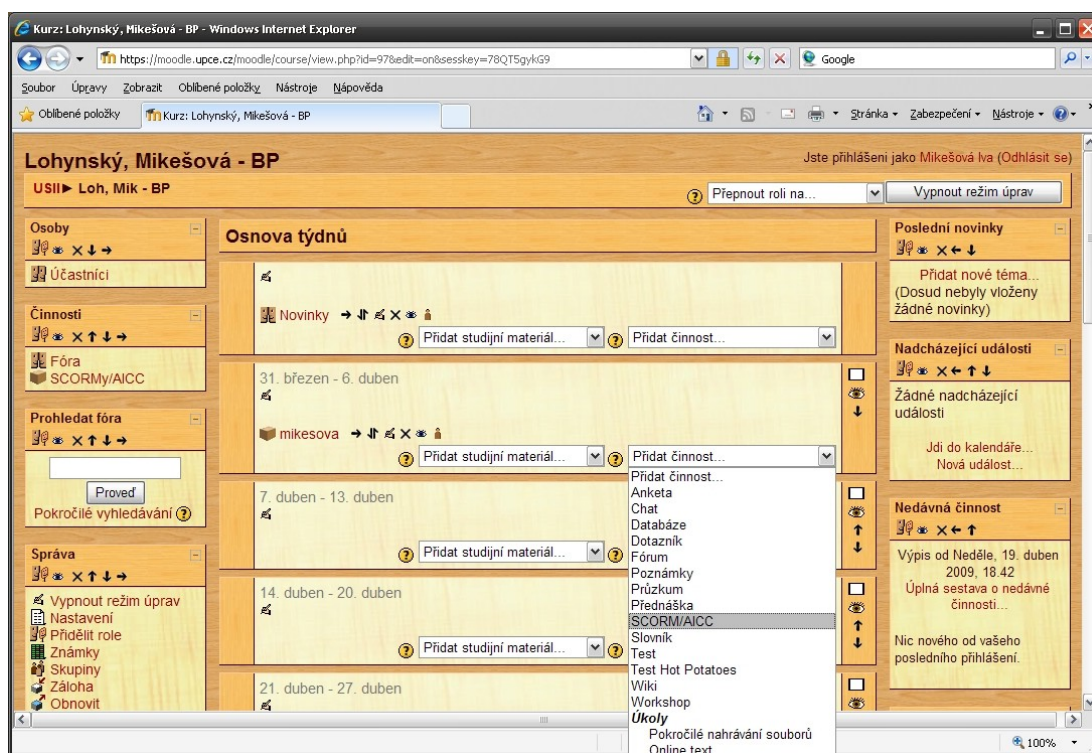 Kurz: Lohynský, Mikešová - BP - Windows Internet Explorer
https://moodle.upce.cz/moodle/course/view.php?id=97&edit=on&sesskey=78QT5gykG9
Google
Soubor Úpravy Zobrazit Oblíbené položky Nástroje Nápověda
Oblíbené položky
Kurz: Lohynský, Mikešová - BP
Stránka
Zabezpečení
Nástroje
Lohynský, Mikešová - BP
Jste přihlášeni jako Mikešová Iva (Odhlásit se)
USII► Loh, Mik - BP
Přepnout roli na...
Vypnout režim úprav
Osoby
Účastníci
Činnosti
Fóra
SCORMy/AICC
Prohledat fóra
Proveď
Pokročilé vyhledávání
Správa
Vypnout režim úprav
Nastavení
Přidělit role
Známky
Skupiny
Záloha
Obnovit
Osnova týdnů
Novinky
Přidat studijní materiál... Přidat činnost...
31. březen - 6. duben
mikesova
Přidat studijní materiál... Přidat činnost...
Přidat činnost...
Anketa
Chat
Databáze
Dotazník
Fórum
Poznámky
Průzkum
Přednáška
SCORM/AICC
Slovník
Test
Test Hot Potatoes
Wiki
Workshop
Úkoly
Pokročilé nahrávání souborů
Online text
7. duben - 13. duben
Přidat studijní materiál...
14. duben - 20. duben
Přidat studijní materiál...
21. duben - 27. duben
Poslední novinky
Přidat nové téma...
(Dosud nebyly vloženy
žádné novinky)
Nadcházející události
Žádné nadcházející
události
Jdi do kalendáře...
Nová událost...
Nedávná činnost
Výpis od Neděle, 19. duben
2009, 18.42
Úplná sestava o nedávné
činnosti...
Nic nového od vašeho
posledního přihlášení.
100%